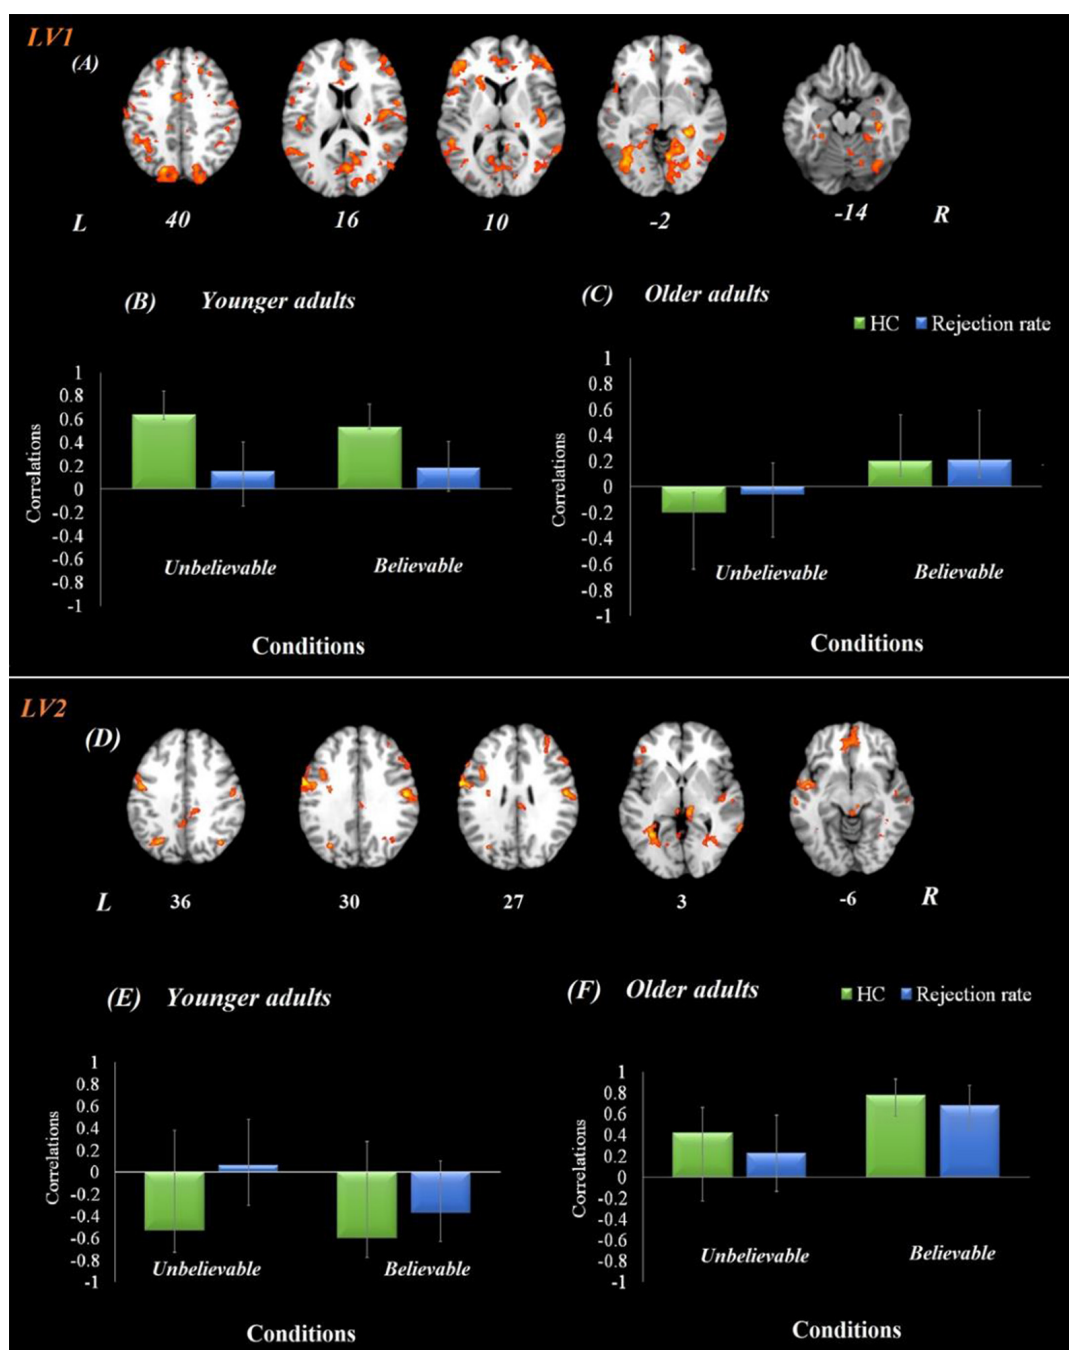 LV1
(A)
L 40 16 10 -2 -14 R
(B) Younger adults
(C) Older adults
HC Rejection rate
Correlations
1
0.8
0.6
0.4
0.2
0
-0.2
-0.4
-0.6
-0.8
-1
Unbelievable Believable
Conditions
Correlations
1
0.8
0.6
0.4
0.2
0
-0.2
-0.4
-0.6
-0.8
-1
Unbelievable Believable
Conditions
LV2
(D)
L 36 30 27 3 -6 R
(E) Younger adults
(F) Older adults
HC Rejection rate
Correlations
1
0.8
0.6
0.4
0.2
0
-0.2
-0.4
-0.6
-0.8
-1
Unbelievable Believable
Conditions
Correlations
1
0.8
0.6
0.4
0.2
0
-0.2
-0.4
-0.6
-0.8
-1
Unbelievable Believable
Conditions